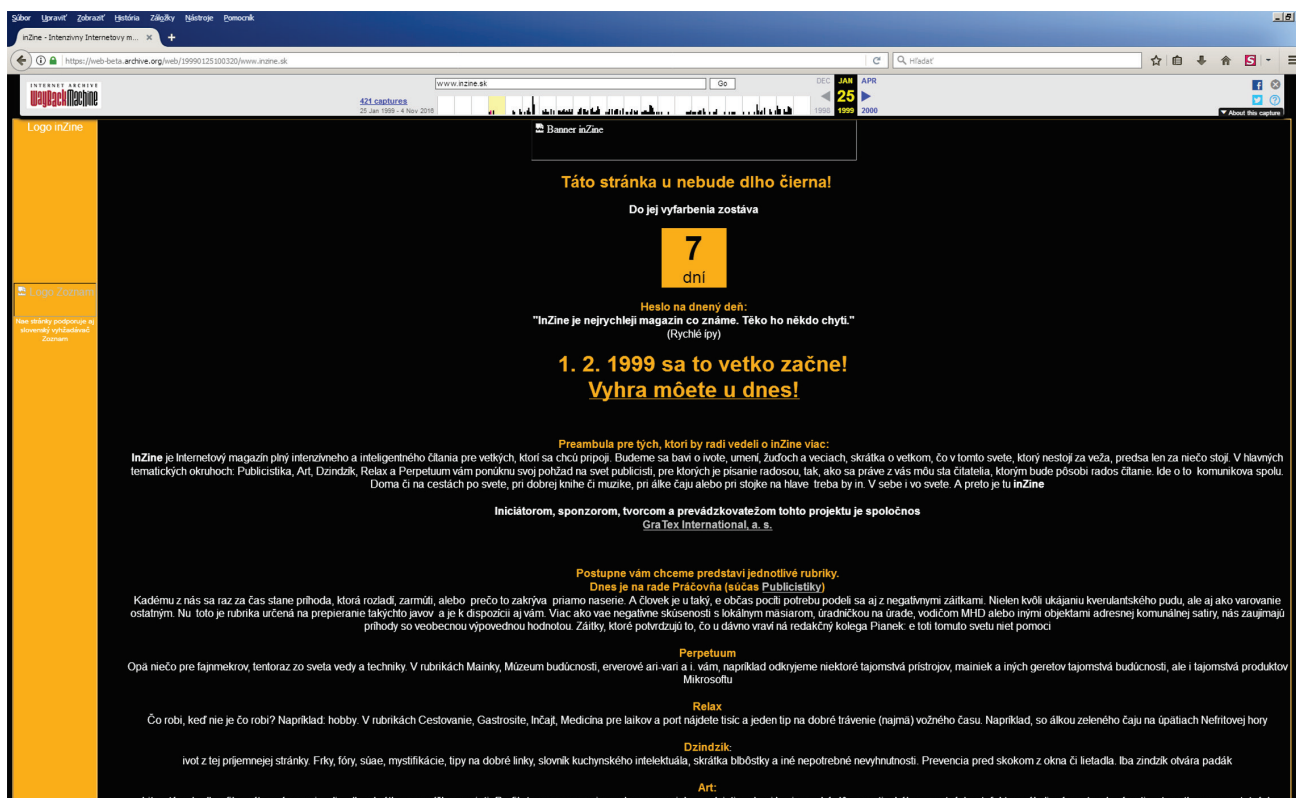 Súbor Upraviť Zobraziť História Záložky Nástroje Pomocník
inZine - Intenzivny Internetovy m...
https://web-beta.archive.org/web/19990125100320/www.inzine.sk
Hľadať
INTERNET ARCHIVE
WayBackMachine
www.inzine.sk
Go
421 captures
25 Jan 1999 - 4 Nov 2016
DEC JAN APR
25
1998 1999 2000
About this capture
Logo inZine
Banner inZine
Táto stránka u nebude dlho čierna!
Do jej vyfarbenia zostáva
7
dní
Logo Zoznam
Nae stránky podporuje aj
slovenský vyhžadávač
Zoznam
Heslo na dnený deň:
"InZine je nejrychleji magazin co známe. Těko ho někdo chytí."
(Rychlé ípy)
1. 2. 1999 sa to vetko začne!
Vyhra môete u dnes!
Preambula pre tých, ktori by radi vedeli o inZine viac:
InZine je Internetový magazín plný intenzívneho a inteligentného čítania pre vetkých, ktorí sa chcú pripoji. Budeme sa bavi o ivote, umení, žuďoch a veciach, skrátka o vetkom, čo v tomto svete, ktorý nestojí za veža, predsa len za niečo stojí. V hlavných
tematických okruhoch: Publicistika, Art, Dzindzík, Relax a Perpetuum vám ponúknu svoj pohžad na svet publicisti, pre ktorých je písanie radosou, tak, ako sa práve z vás môu sta čitatelia, ktorým bude pôsobi rados čítanie. Ide o to komunikova spolu.
Doma či na cestách po svete, pri dobrej knihe či muzike, pri álke čaju alebo pri stojke na hlave treba by in. V sebe i vo svete. A preto je tu inZine
Iniciátorom, sponzorom, tvorcom a prevádzkovatežom tohto projektu je spoločnos
GraTex International, a. s.
Postupne vám chceme predstavi jednotlivé rubriky.
Dnes je na rade Práčovňa (súčas Publicistiky)
Kadému z nás sa raz za čas stane príhoda, ktorá rozladí, zarmúti, alebo prečo to zakrýva priamo naserie. A človek je u taký, e občas pocíti potrebu podeli sa aj z negatívnymi záitkami. Nielen kvôli ukájaniu kverulantského pudu, ale aj ako varovanie
ostatným. Nu toto je rubrika určená na prepieranie takýchto javov a je k dispozícii aj vám. Viac ako vae negatívne skúsenosti s lokálnym mäsiarom, úradníčkou na úrade, vodičom MHD alebo inými objektami adresnej komunálnej satiry, nás zaujímajú
príhody so veobecnou výpovednou hodnotou. Záitky, ktoré potvrdzujú to, čo u dávno vraví ná redakčný kolega Pianek: e toti tomuto svetu niet pomoci
Perpetuum
Opä niečo pre fajnmekrov, tentoraz zo sveta vedy a techniky. V rubrikách Mainky, Múzeum budúcnosti, erverové ari-vari a i. vám, napríklad odkryjeme niektoré tajomstvá prístrojov, mainiek a iných geretov tajomstvá budúcnosti, ale i tajomstvá produktov
Mikrosoftu
Relax
Čo robi, keď nie je čo robi? Napríklad: hobby. V rubrikách Cestovanie, Gastrosite, Inčajt, Medicína pre laikov a port nájdete tisíc a jeden tip na dobré trávenie (najmä) vožného času. Napríklad, so álkou zeleného čaju na úpätiach Nefritovej hory
Dzindzik:
ivot z tej príjemnejej stránky. Frky, fóry, súae, mystifikácie, tipy na dobré linky, slovník kuchynského intelektuála, skrátka blbôstky a iné nepotrebné nevyhnutnosti. Prevencia pred skokom z okna či lietadla. Iba zindzík otvára padák
Art: